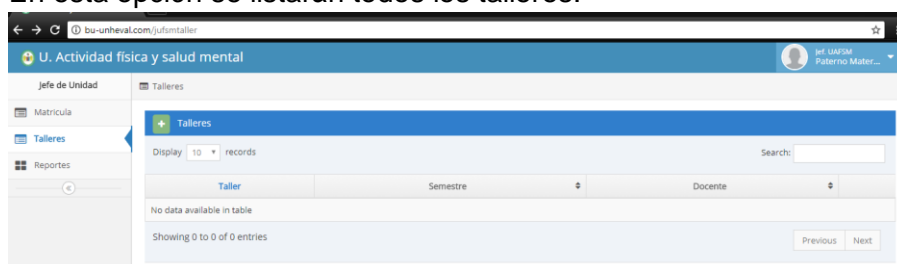 En esta opción se listarán todos los talleres.
bu-unheval.com/jufsmtaller
U. Actividad física y salud mental
Jef. UAFSM
Paterno Mater...
Jefe de Unidad
Talleres
Matricula
Talleres
Reportes
+ Talleres
Display 10 records
Search:
Taller Semestre Docente
No data available in table
Showing 0 to 0 of 0 entries
Previous Next